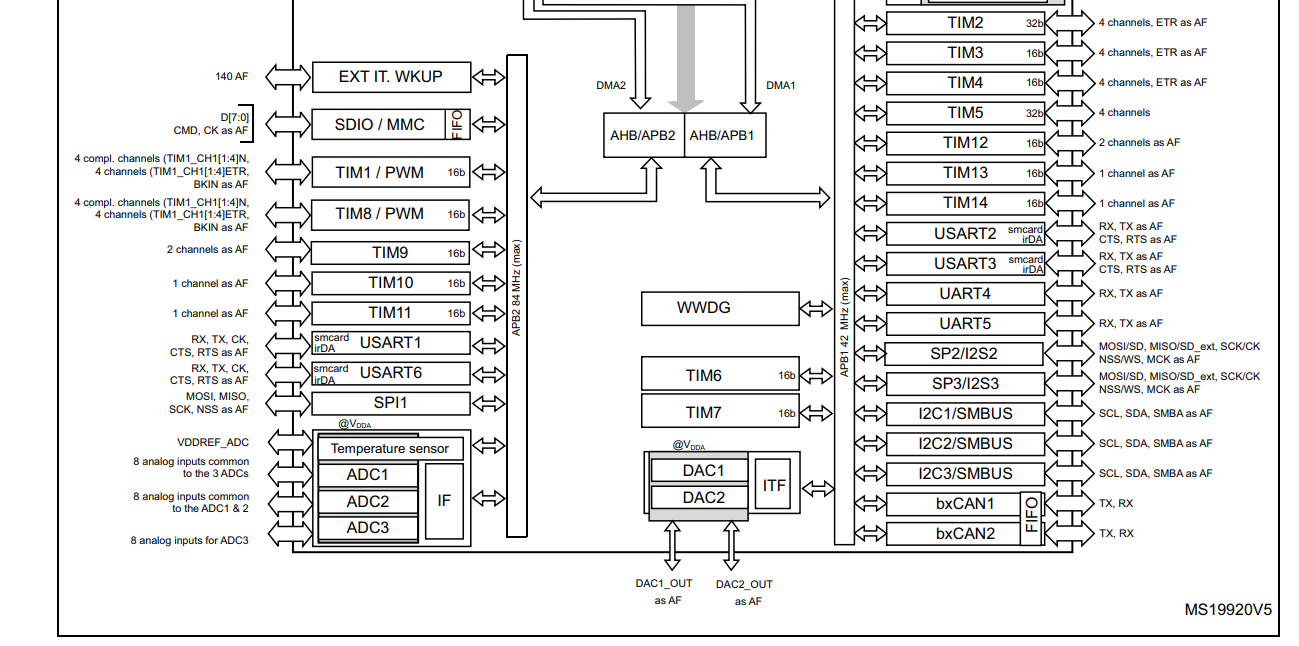 TIM2 32b 4 channels, ETR as AF
TIM3 16b 4 channels, ETR as AF
TIM4 16b 4 channels, ETR as AF
TIM5 32b 4 channels
TIM12 16b 2 channels as AF
TIM13 16b 1 channel as AF
TIM14 16b 1 channel as AF
USART2 smcard irDA
RX, TX as AF
CTS, RTS as AF
USART3 smcard irDA
RX, TX as AF
CTS, RTS as AF
UART4 RX, TX as AF
UART5 RX, TX as AF
SP2/I2S2
MOSI/SD, MISO/SD_ext, SCK/CK
NSS/WS, MCK as AF
SP3/I2S3
MOSI/SD, MISO/SD_ext, SCK/CK
NSS/WS, MCK as AF
I2C1/SMBUS SCL, SDA, SMBA as AF
I2C2/SMBUS SCL, SDA, SMBA as AF
I2C3/SMBUS SCL, SDA, SMBA as AF
bxCAN1 TX, RX
bxCAN2 TX, RX
FIFO
DMA2
DMA1
AHB/APB2 AHB/APB1
APB2 84 MHz (max)
APB1 42 MHz (max)
WWDG
TIM6 16b
TIM7 16b
@VDDA
DAC1
DAC2
ITF
DAC1_OUT
as AF
DAC2_OUT
as AF
140 AF
EXT IT. WKUP
D[7:0]
CMD, CK as AF
SDIO / MMC
FIFO
4 compl. channels (TIM1_CH1[1:4]N,
4 channels (TIM1_CH1[1:4]ETR,
BKIN as AF
TIM1 / PWM 16b
4 compl. channels (TIM1_CH1[1:4]N,
4 channels (TIM1_CH1[1:4]ETR,
BKIN as AF
TIM8 / PWM 16b
2 channels as AF
TIM9 16b
1 channel as AF
TIM10 16b
1 channel as AF
TIM11 16b
RX, TX, CK,
CTS, RTS as AF
smcard
irDA
USART1
RX, TX, CK,
CTS, RTS as AF
smcard
irDA
USART6
MOSI, MISO,
SCK, NSS as AF
SPI1
@VDDA
VDDREF_ADC
Temperature sensor
8 analog inputs common
to the 3 ADCs
ADC1
8 analog inputs common
to the ADC1 & 2
ADC2
8 analog inputs for ADC3
ADC3
IF
MS19920V5